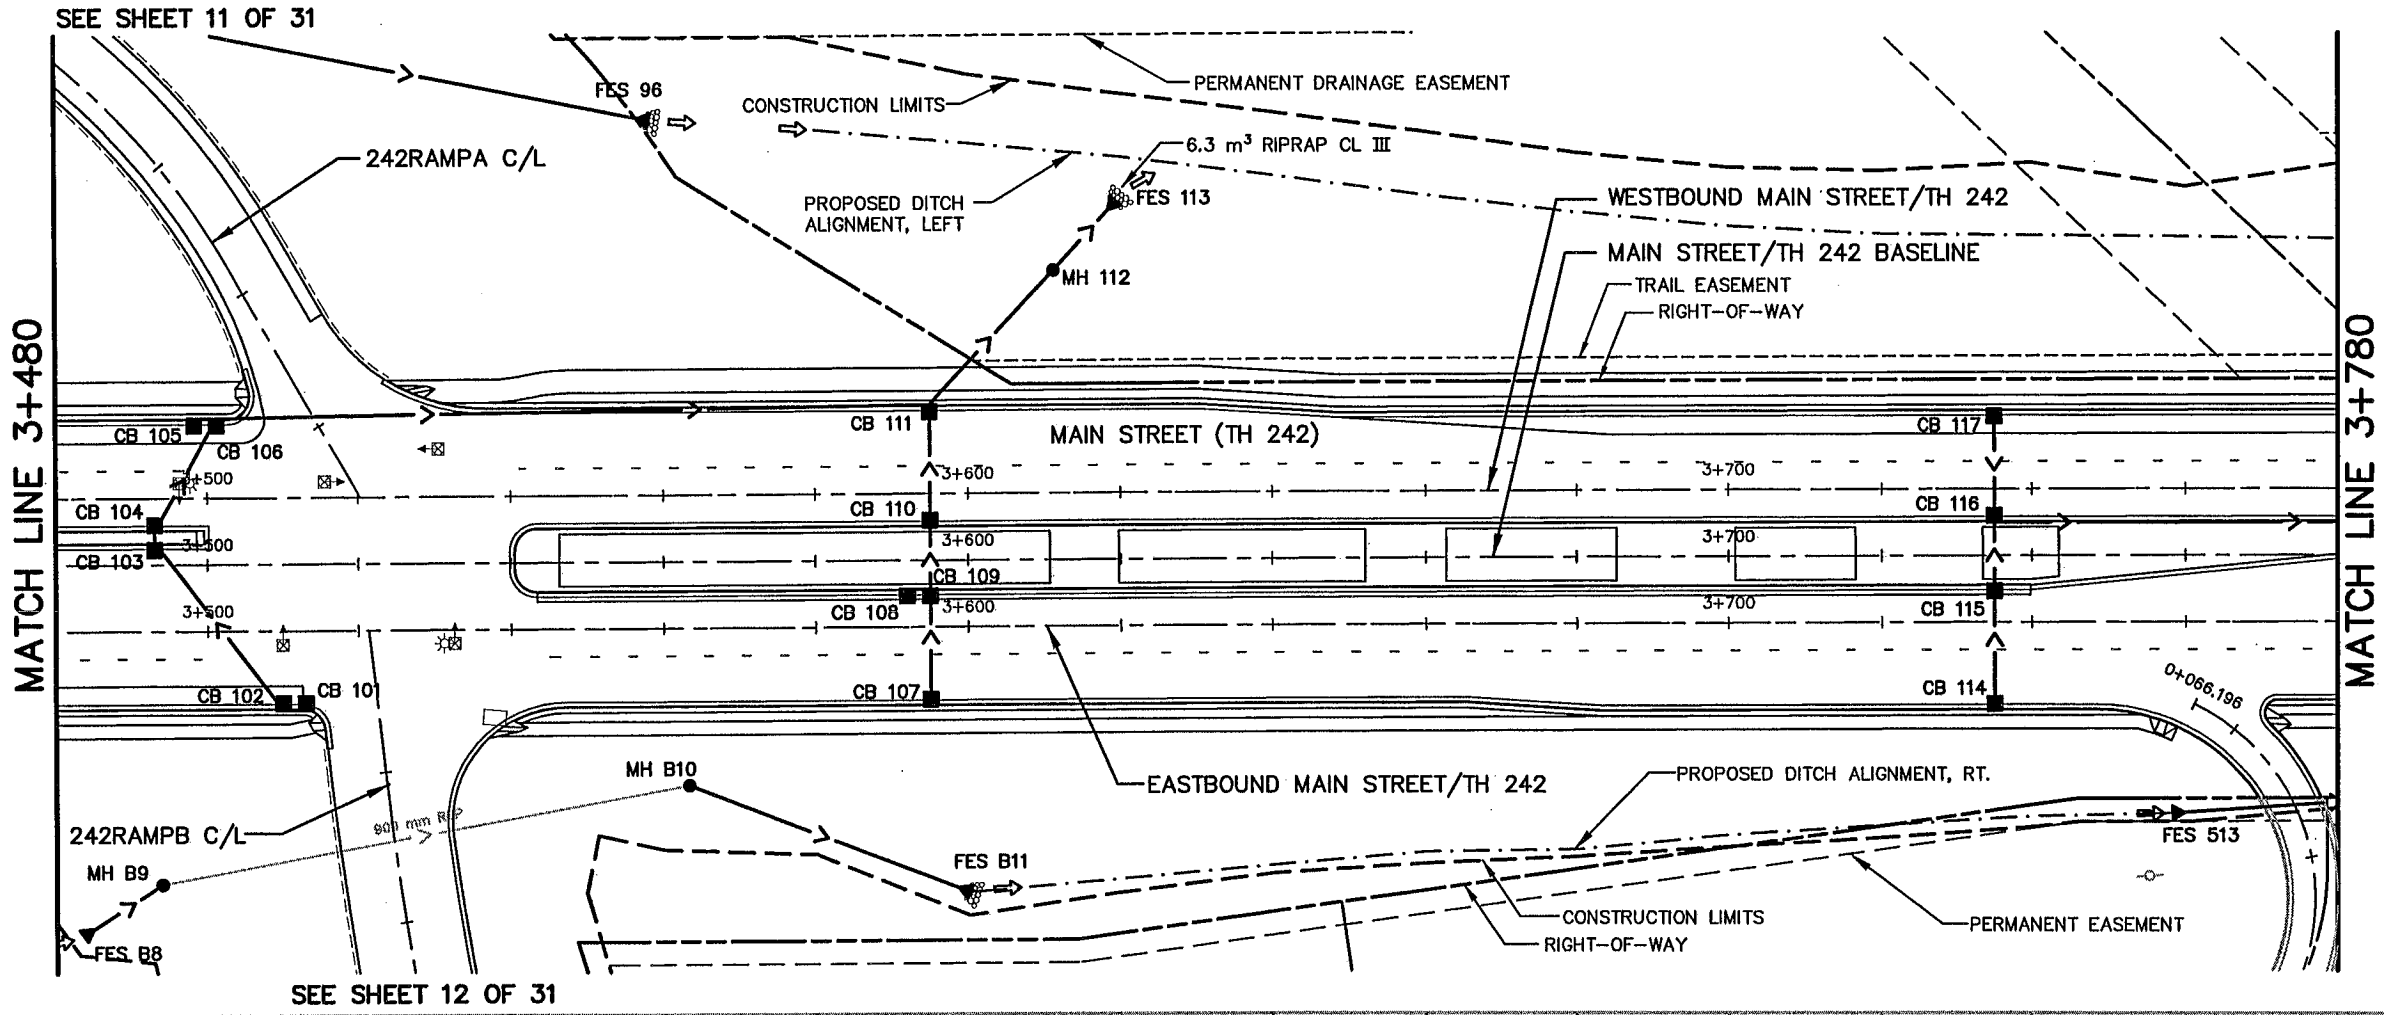 SEE SHEET 11 OF 31
FES 96
CONSTRUCTION LIMITS
PERMANENT DRAINAGE EASEMENT
242RAMPA C/L
6.3 m³ RIPRAP CL III
PROPOSED DITCH
ALIGNMENT, LEFT
FES 113
WESTBOUND MAIN STREET/TH 242
MAIN STREET/TH 242 BASELINE
MH 112
TRAIL EASEMENT
RIGHT-OF-WAY
MATCH LINE 3+480
MATCH LINE 3+780
CB 105
CB 106
CB 111
MAIN STREET (TH 242)
CB 117
3+500
3+600
3+700
CB 104
CB 110
CB 116
3+500
3+600
3+700
CB 103
CB 109
CB 108
3+500
3+600
3+700
CB 115
CB 102
CB 101
CB 107
CB 114
0+066.196
MH B10
EASTBOUND MAIN STREET/TH 242
PROPOSED DITCH ALIGNMENT, RT.
242RAMPB C/L
900 mm RCP
FES 513
MH B9
FES B11
CONSTRUCTION LIMITS
PERMANENT EASEMENT
RIGHT-OF-WAY
FES B8
SEE SHEET 12 OF 31